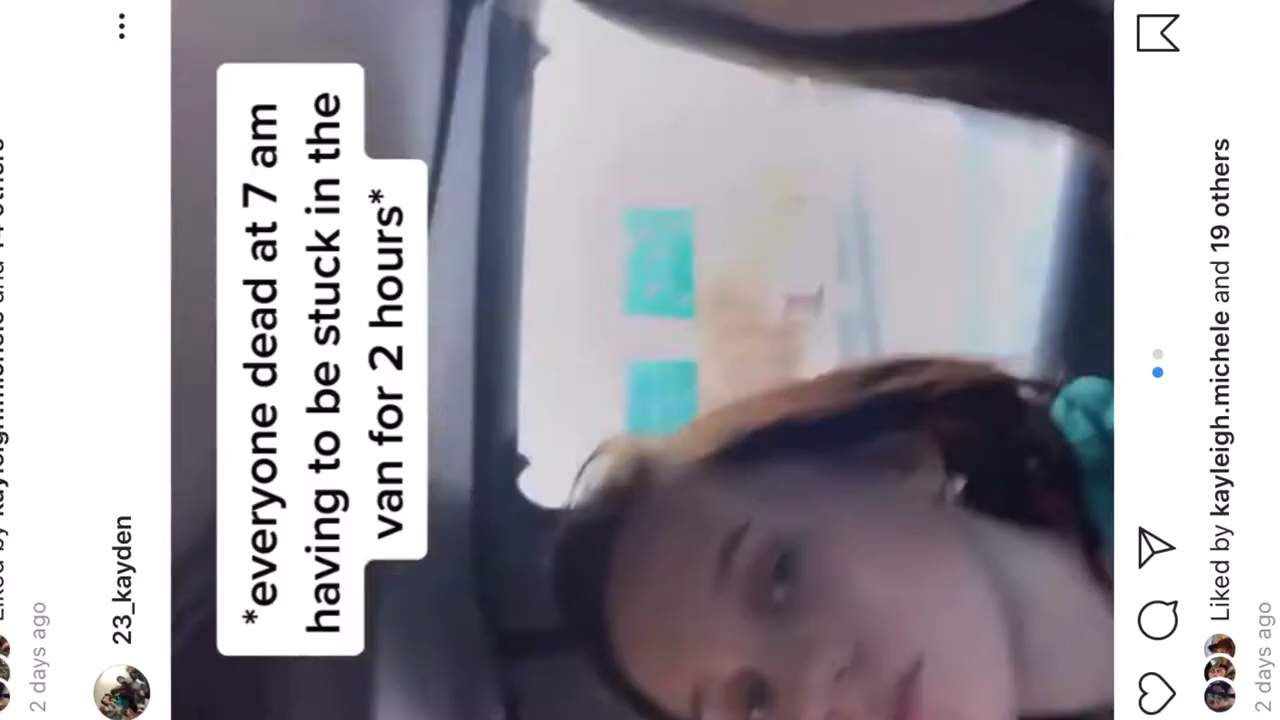 2 days ago
23_kayden
*everyone dead at 7 am
having to be stuck in the
van for 2 hours*
Liked by kayleigh.michele and 19 others
2 days ago